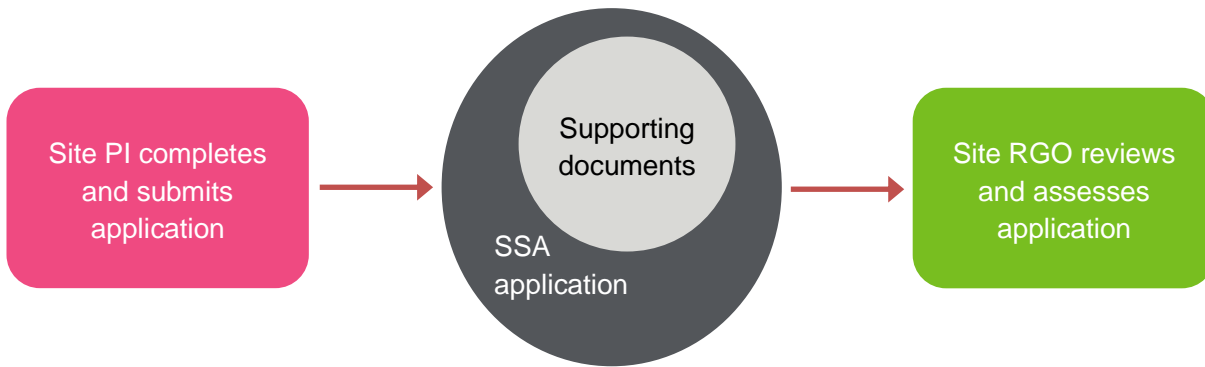 Site PI completes
and submits
application
Supporting
documents
SSA
application
Site RGO reviews
and assesses
application